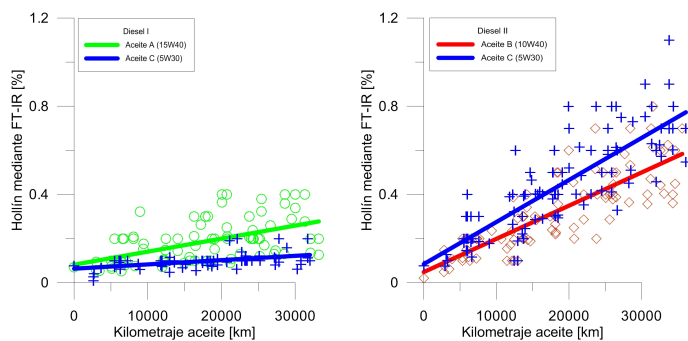 Diesel I
Aceite A (15W40)
Aceite C (5W30)
1.2
0.8
0.4
0
Hollín mediante FT-IR [%]
0
10000
20000
30000
Kilometraje aceite [km]
Diesel II
Aceite B (10W40)
Aceite C (5W30)
1.2
0.8
0.4
0
Hollín mediante FT-IR [%]
0
10000
20000
30000
Kilometraje aceite [km]